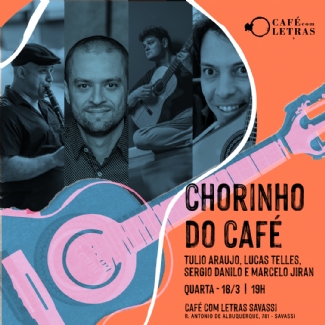 CAFÉ com
LETRAS
CHORINHO
DO CAFÉ
TULIO ARAUJO, LUCAS TELLES,
SERGIO DANILO E MARCELO JIRAN
QUARTA - 16/3 | 19H
CAFÉ COM LETRAS SAVASSI
R. ANTONIO DE ALBUQUERQUE, 781 - SAVASSI